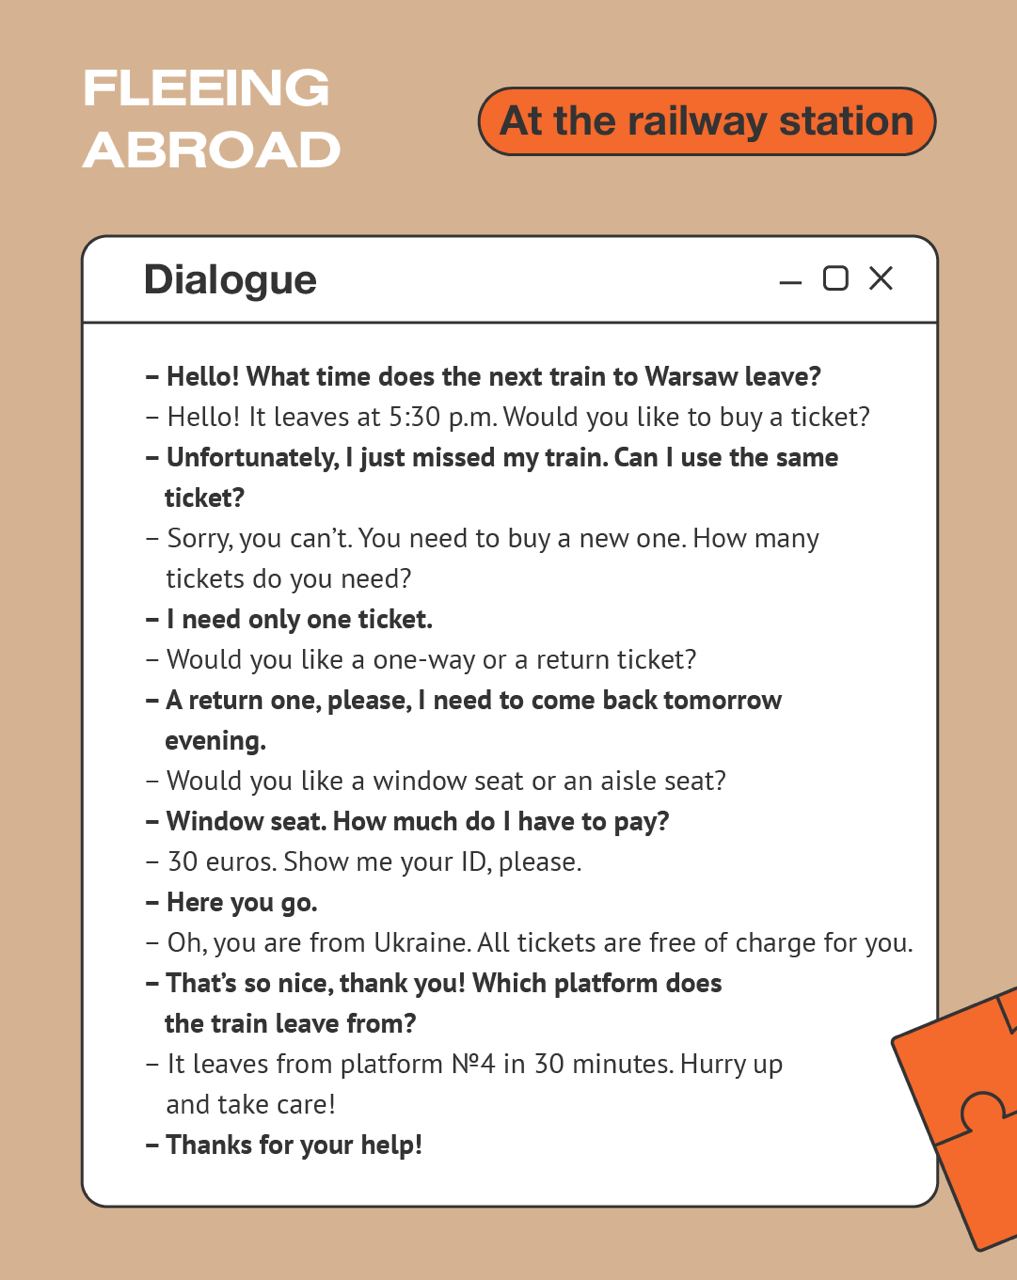 FLEEING
ABROAD
At the railway station
Dialogue
– Hello! What time does the next train to Warsaw leave?
– Hello! It leaves at 5:30 p.m. Would you like to buy a ticket?
– Unfortunately, I just missed my train. Can I use the same
ticket?
– Sorry, you can’t. You need to buy a new one. How many
tickets do you need?
– I need only one ticket.
– Would you like a one-way or a return ticket?
– A return one, please, I need to come back tomorrow
evening.
– Would you like a window seat or an aisle seat?
– Window seat. How much do I have to pay?
– 30 euros. Show me your ID, please.
– Here you go.
– Oh, you are from Ukraine. All tickets are free of charge for you.
– That’s so nice, thank you! Which platform does
the train leave from?
– It leaves from platform №4 in 30 minutes. Hurry up
and take care!
– Thanks for your help!